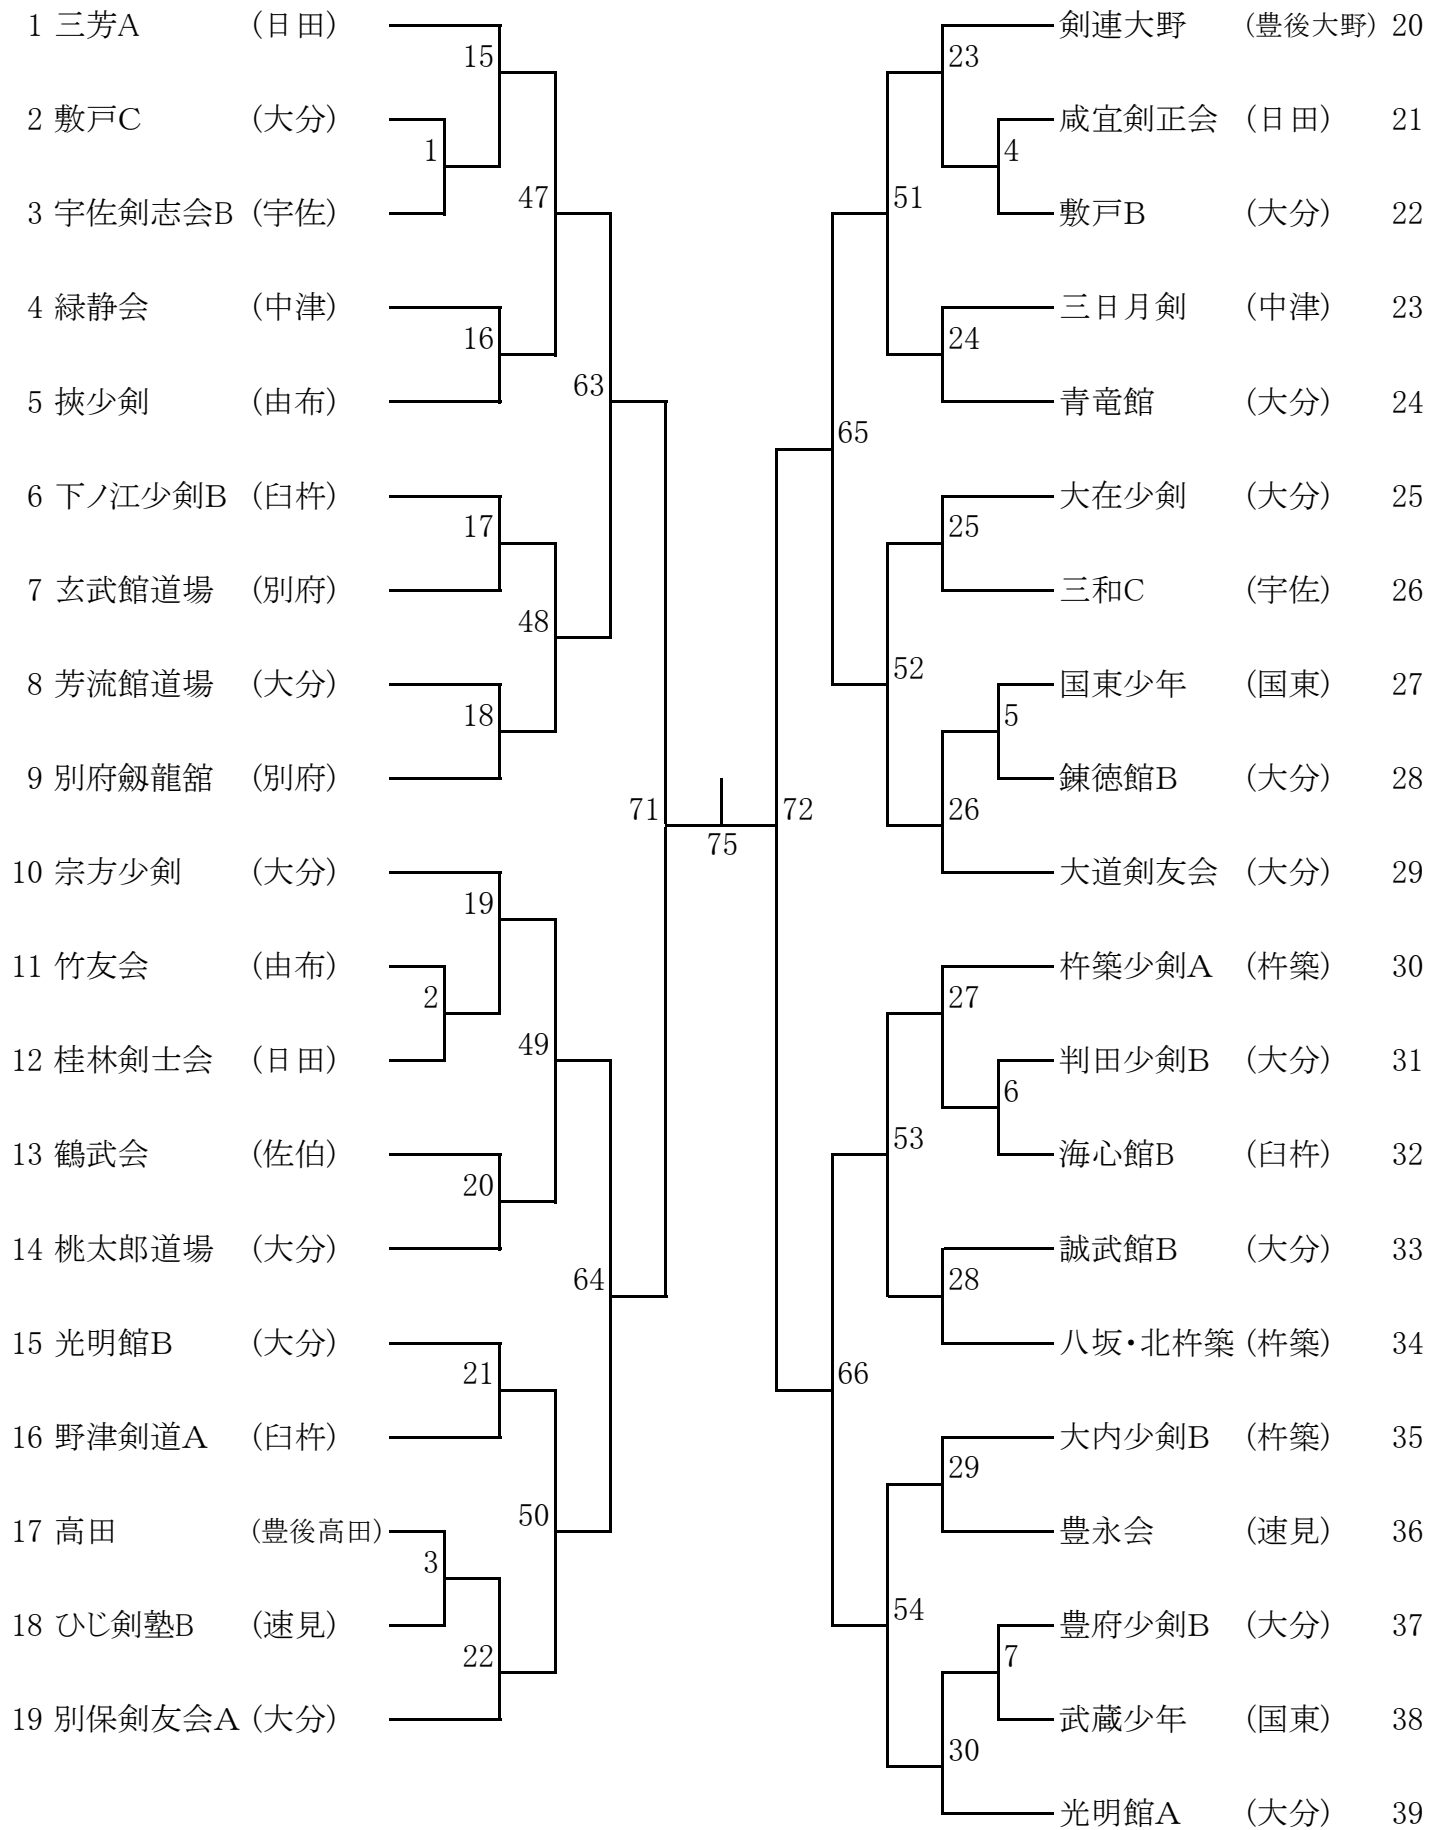 1 三芳A (日田)
15
2 敷戸C (大分)
1
3 宇佐剣志会B (宇佐)
47
4 緑静会 (中津)
16
5 挾少剣 (由布)
63
6 下ノ江少剣B (臼杵)
17
7 玄武館道場 (別府)
48
8 芳流館道場 (大分)
18
9 別府劔龍舘 (別府)
71
75
10 宗方少剣 (大分)
19
11 竹友会 (由布)
2
12 桂林剣士会 (日田)
49
13 鶴武会 (佐伯)
20
14 桃太郎道場 (大分)
64
15 光明館B (大分)
21
16 野津剣道A (臼杵)
50
17 高田 (豊後高田)
3
18 ひじ剣塾B (速見)
22
19 別保剣友会A (大分)
剣連大野 (豊後大野) 20
23
咸宜剣正会 (日田) 21
4
敷戸B (大分) 22
51
三日月剣 (中津) 23
24
青竜館 (大分) 24
65
大在少剣 (大分) 25
25
三和C (宇佐) 26
52
国東少年 (国東) 27
5
錬徳館B (大分) 28
72
26
大道剣友会 (大分) 29
杵築少剣A (杵築) 30
27
判田少剣B (大分) 31
6
海心館B (臼杵) 32
53
誠武館B (大分) 33
28
八坂・北杵築 (杵築) 34
66
大内少剣B (杵築) 35
29
豊永会 (速見) 36
54
豊府少剣B (大分) 37
7
武蔵少年 (国東) 38
30
光明館A (大分) 39